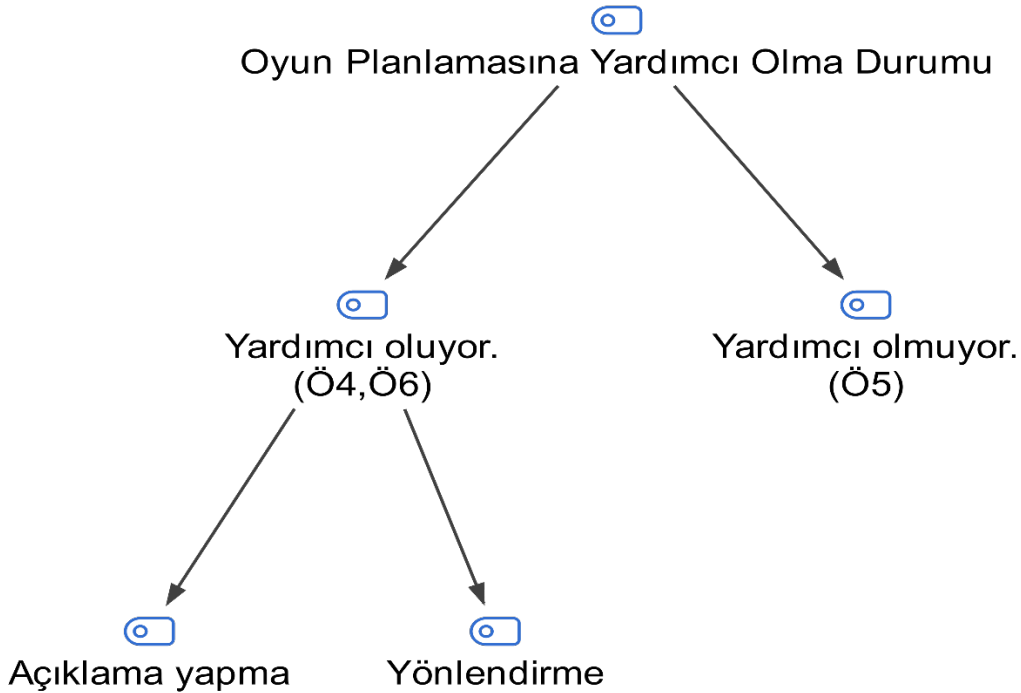 Oyun Planlamasına Yardımcı Olma Durumu
Yardımcı oluyor.
(Ö4,Ö6)
Yardımcı olmuyor.
(Ö5)
Açıklama yapma
Yönlendirme